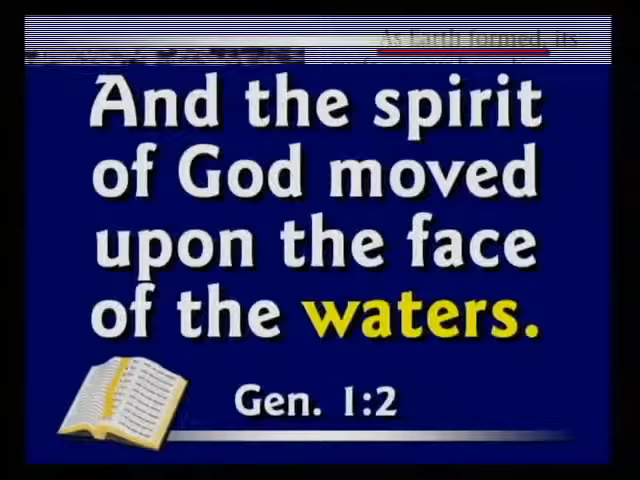 As Earth formed, its
And the spirit
of God moved
upon the face
of the waters.
Gen. 1:2